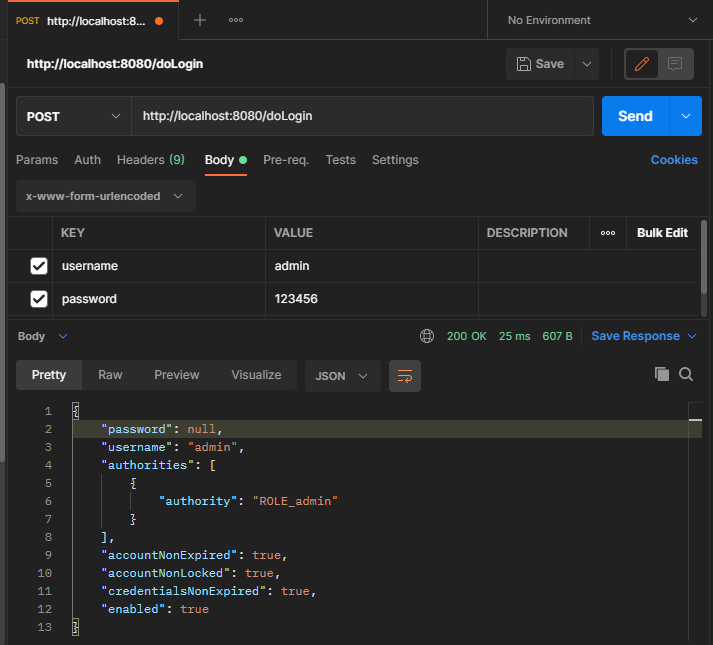 POST http://localhost:8... No Environment
http://localhost:8080/doLogin Save
POST http://localhost:8080/doLogin Send
Params Auth Headers (9) Body Pre-req. Tests Settings Cookies
x-www-form-urlencoded
KEY VALUE DESCRIPTION Bulk Edit
username admin
password 123456
Body 200 OK 25 ms 607 B Save Response
Pretty Raw Preview Visualize JSON
1 {
2 "password": null,
3 "username": "admin",
4 "authorities": [
5 {
6 "authority": "ROLE_admin"
7 }
8 ],
9 "accountNonExpired": true,
10 "accountNonLocked": true,
11 "credentialsNonExpired": true,
12 "enabled": true
13 }